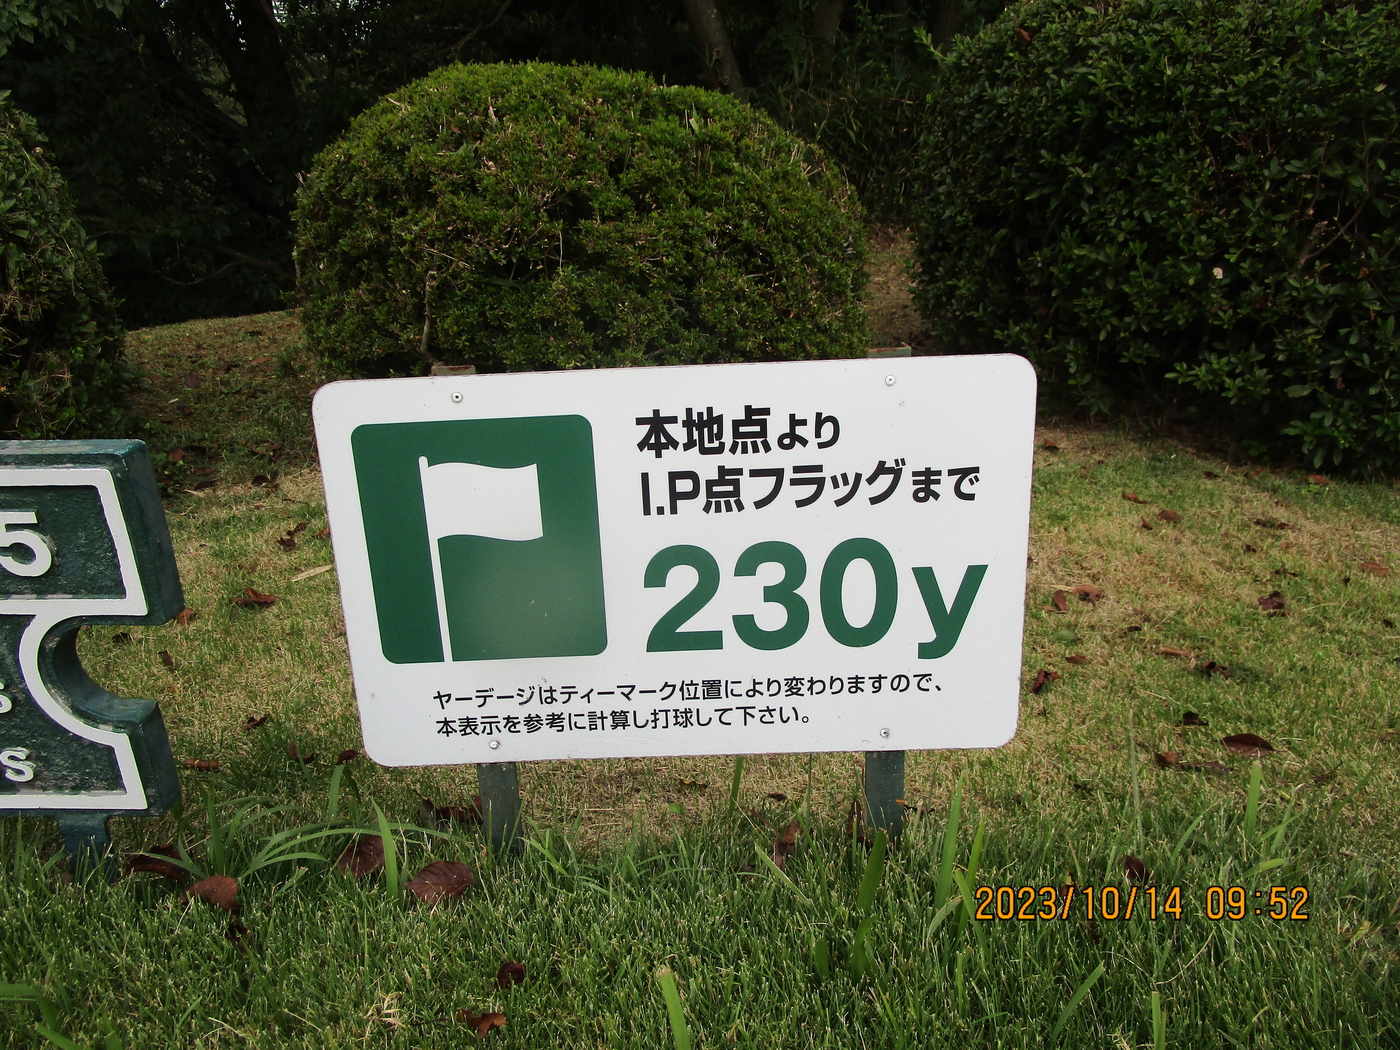 本地点より
I.P点フラッグまで
230y
ヤーデージはティーマーク位置により変わりますので、
本表示を参考に計算し打球して下さい。
5
S
S
2023/10/14 09:52